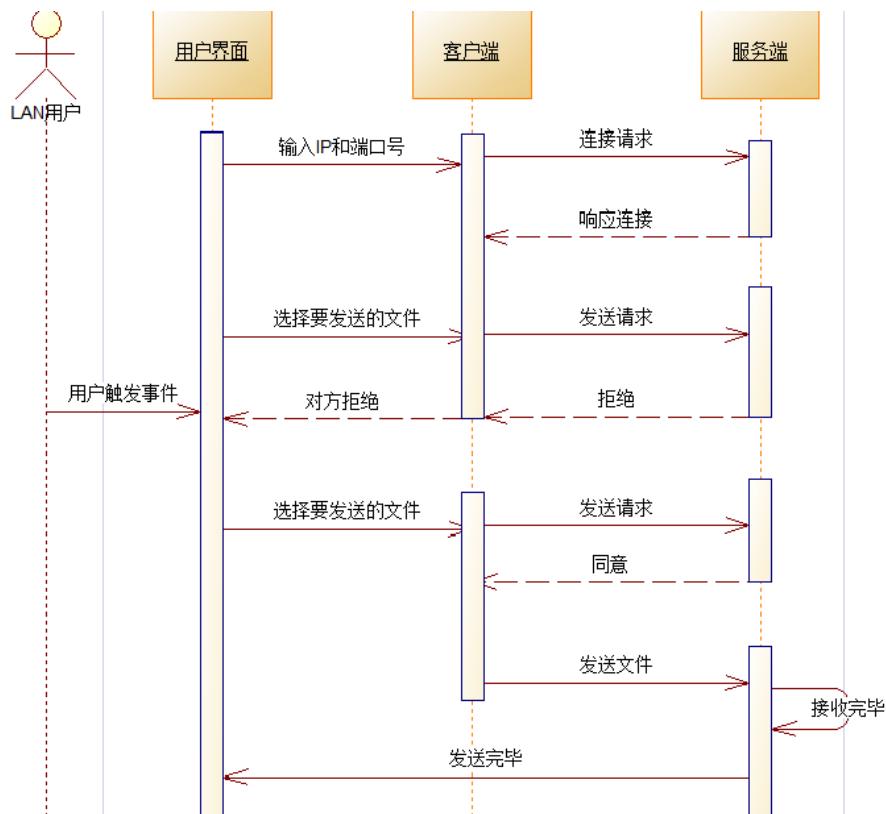 用户界面
客户端
服务端
LAN用户
输入IP和端口号
连接请求
响应连接
选择要发送的文件
发送请求
用户触发事件
对方拒绝
拒绝
选择要发送的文件
发送请求
同意
发送文件
接收完毕
发送完毕